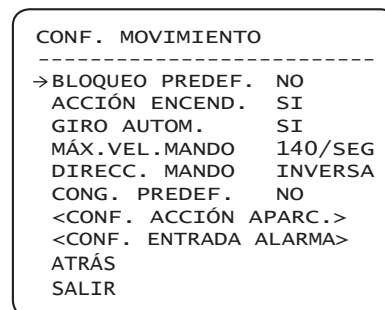 CONF. MOVIMIENTO
--------------------------
→BLOQUEO PREDEF. NO
ACCIÓN ENCEND. SI
GIRO AUTOM. SI
MÁX.VEL.MANDO 140/SEG
DIRECC. MANDO INVERSA
CONG. PREDEF. NO
<CONF. ACCIÓN APARC.>
<CONF. ENTRADA ALARMA>
ATRÁS
SALIR